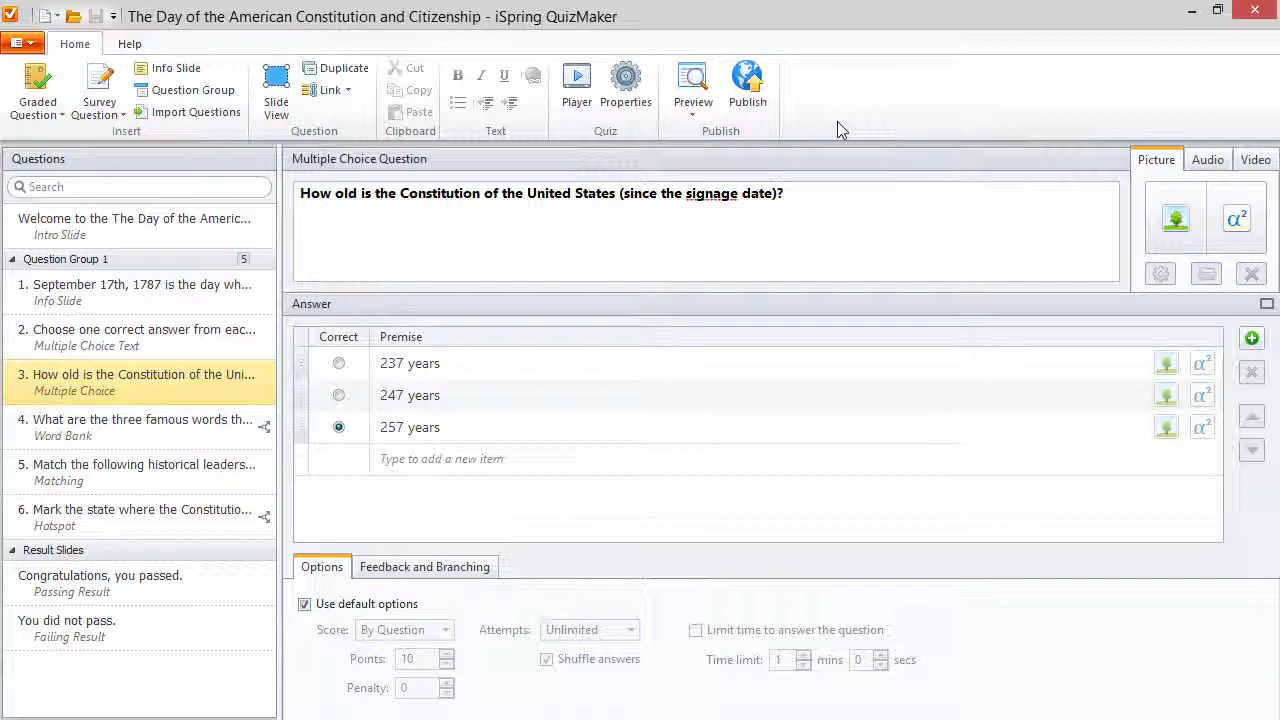 The Day of the American Constitution and Citizenship - iSpring QuizMaker
Home
Help
Graded
Question
Survey
Question
Info Slide
Question Group
Import Questions
Insert
Slide
View
Duplicate
Link
Question
Cut
Copy
Paste
Clipboard
B I U
Text
Player
Properties
Quiz
Preview
Publish
Publish
Questions
Search
Welcome to the The Day of the Americ...
Intro Slide
Question Group 1
5
1. September 17th, 1787 is the day wh...
Info Slide
2. Choose one correct answer from eac...
Multiple Choice Text
3. How old is the Constitution of the Uni...
Multiple Choice
4. What are the three famous words th...
Word Bank
5. Match the following historical leaders...
Matching
6. Mark the state where the Constitutio...
Hotspot
Result Slides
Congratulations, you passed.
Passing Result
You did not pass.
Failing Result
Multiple Choice Question
How old is the Constitution of the United States (since the signage date)?
Picture
Audio
Video
α²
Answer
Correct
Premise
237 years
α²
247 years
α²
257 years
α²
Type to add a new item
Options
Feedback and Branching
Use default options
Score: By Question
Attempts: Unlimited
Limit time to answer the question
Points: 10
Shuffle answers
Time limit: 1 mins 0 secs
Penalty: 0